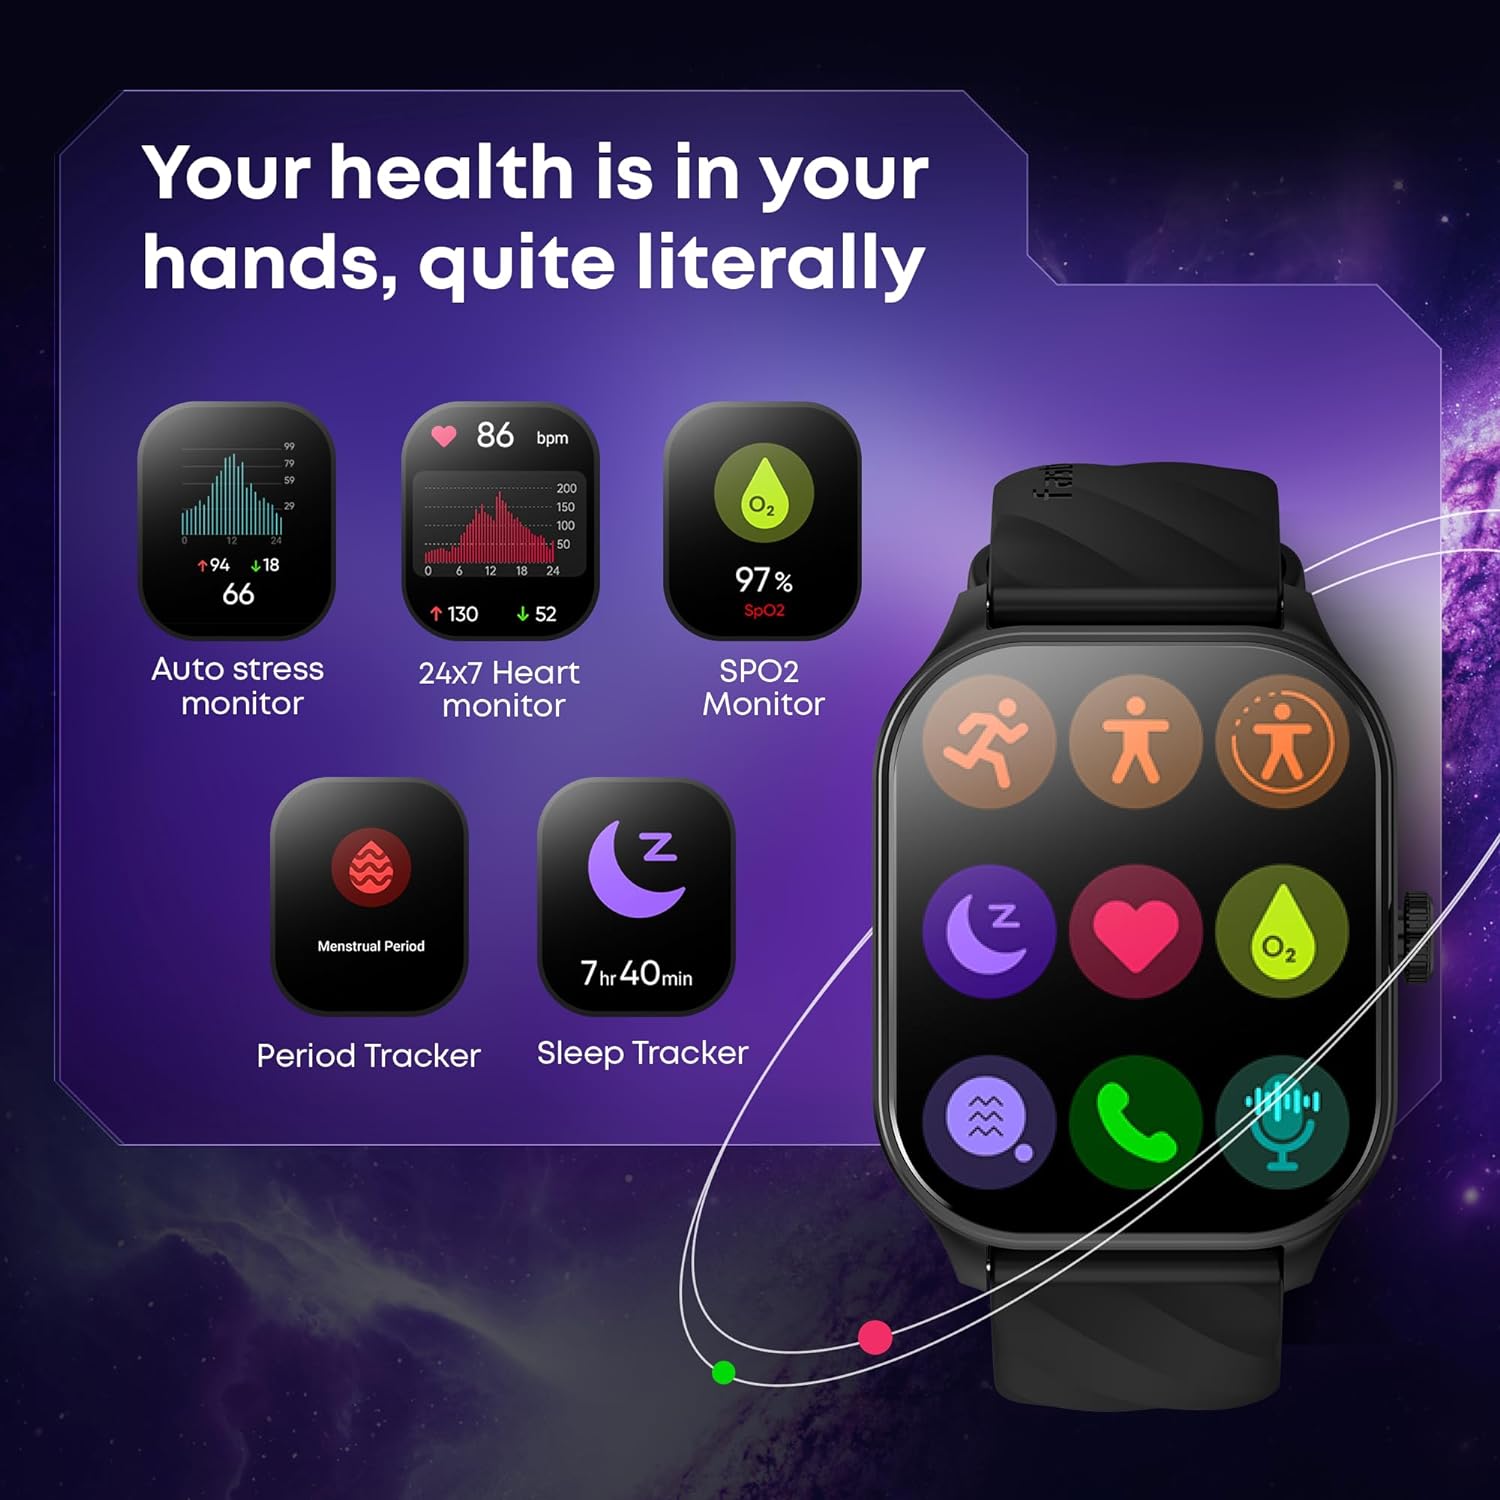 Your health is in your
hands, quite literally
99
79
59
29
0 12 24
↑94 ↓18
66
Auto stress
monitor
86 bpm
200
150
100
50
0 6 12 18 24
↑ 130 ↓ 52
24x7 Heart
monitor
O₂
97%
SpO2
SPO2
Monitor
Menstrual Period
Period Tracker
Z
7hr40min
Sleep Tracker
Z
O₂